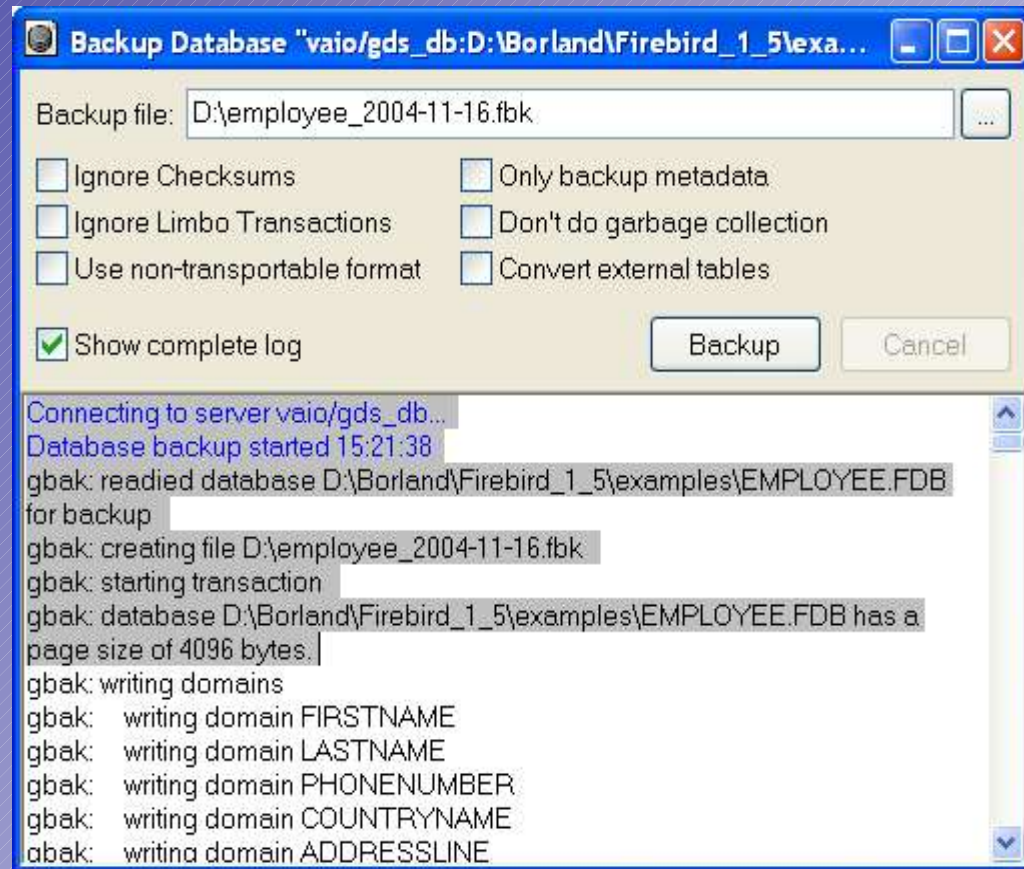 Backup Database "vaio/gds_db:D:\Borland\Firebird_1_5\exa...
Backup file: D:\employee_2004-11-16.fbk ...
Ignore Checksums Only backup metadata
Ignore Limbo Transactions Don't do garbage collection
Use non-transportable format Convert external tables
Show complete log Backup Cancel
Connecting to server vaio/gds_db...
Database backup started 15:21:38
gbak: readied database D:\Borland\Firebird_1_5\examples\EMPLOYEE.FDB
for backup
gbak: creating file D:\employee_2004-11-16.fbk
gbak: starting transaction
gbak: database D:\Borland\Firebird_1_5\examples\EMPLOYEE.FDB has a
page size of 4096 bytes.
gbak: writing domains
gbak: writing domain FIRSTNAME
gbak: writing domain LASTNAME
gbak: writing domain PHONENUMBER
gbak: writing domain COUNTRYNAME
gbak: writing domain ADDRESSLINE